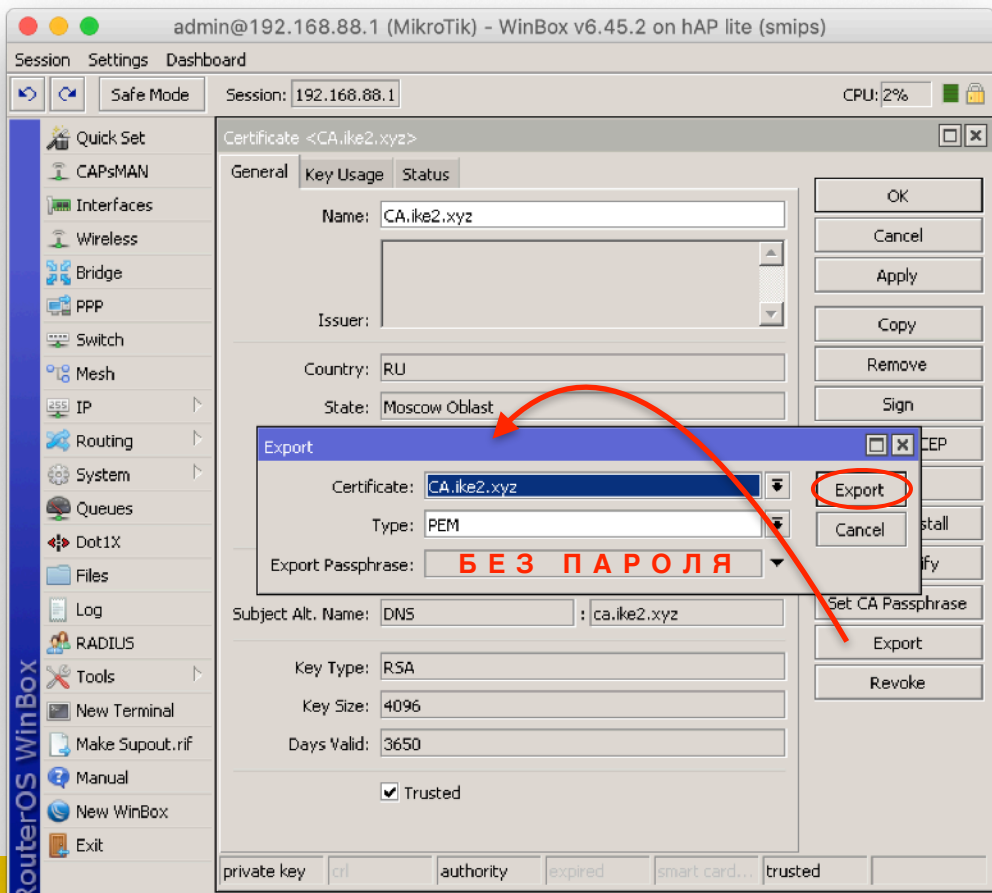 admin@192.168.88.1 (MikroTik) - WinBox v6.45.2 on hAP lite (smips)
Session Settings Dashboard
Safe Mode Session: 192.168.88.1 CPU: 2%
RouterOS WinBox
Quick Set
CAPsMAN
Interfaces
Wireless
Bridge
PPP
Switch
Mesh
IP
Routing
System
Queues
Dot1X
Files
Log
RADIUS
Tools
New Terminal
Make Supout.rif
Manual
New WinBox
Exit
Certificate <CA.ike2.xyz>
General Key Usage Status
Name: CA.ike2.xyz
Issuer:
Country: RU
State: Moscow Oblast
Export
Certificate: CA.ike2.xyz
Type: PEM
Export Passphrase: БЕЗ ПАРОЛЯ
Export
Cancel
Subject Alt. Name: DNS : ca.ike2.xyz
Key Type: RSA
Key Size: 4096
Days Valid: 3650
Trusted
OK
Cancel
Apply
Copy
Remove
Sign
CEP
stall
ify
Set CA Passphrase
Export
Revoke
private key crl authority expired smart card... trusted